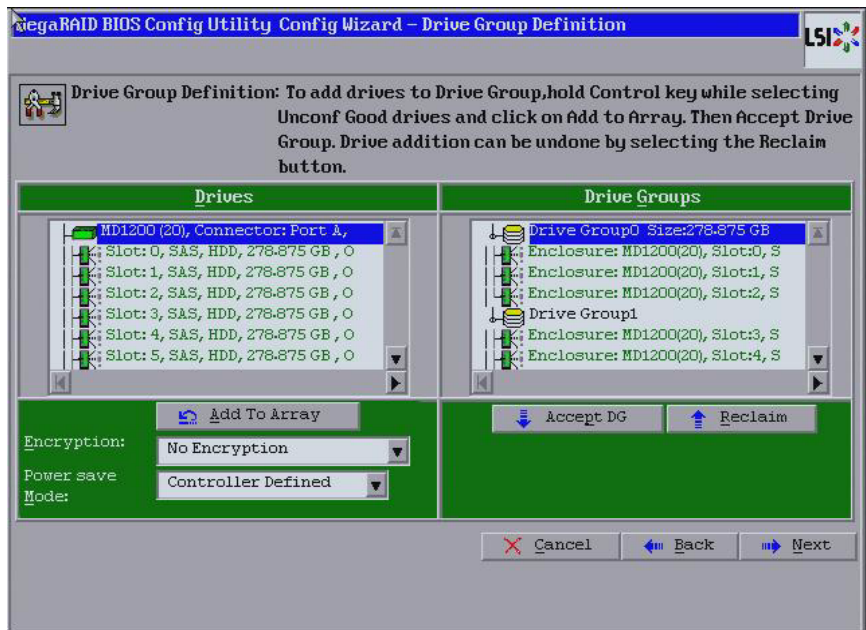 MegaRAID BIOS Config Utility Config Wizard – Drive Group Definition
LSI
Drive Group Definition: To add drives to Drive Group,hold Control key while selecting
Unconf Good drives and click on Add to Array. Then Accept Drive
Group. Drive addition can be undone by selecting the Reclaim
button.
Drives
MD1200 (20), Connector: Port A,
Slot: 0, SAS, HDD, 278.875 GB , O
Slot: 1, SAS, HDD, 278.875 GB , O
Slot: 2, SAS, HDD, 278.875 GB , O
Slot: 3, SAS, HDD, 278.875 GB , O
Slot: 4, SAS, HDD, 278.875 GB , O
Slot: 5, SAS, HDD, 278.875 GB , O
Add To Array
Encryption:
No Encryption
Power save
Mode:
Controller Defined
Drive Groups
Drive Group0 Size:278.875 GB
Enclosure: MD1200(20), Slot:0, S
Enclosure: MD1200(20), Slot:1, S
Enclosure: MD1200(20), Slot:2, S
Drive Group1
Enclosure: MD1200(20), Slot:3, S
Enclosure: MD1200(20), Slot:4, S
Accept DG
Reclaim
Cancel
Back
Next